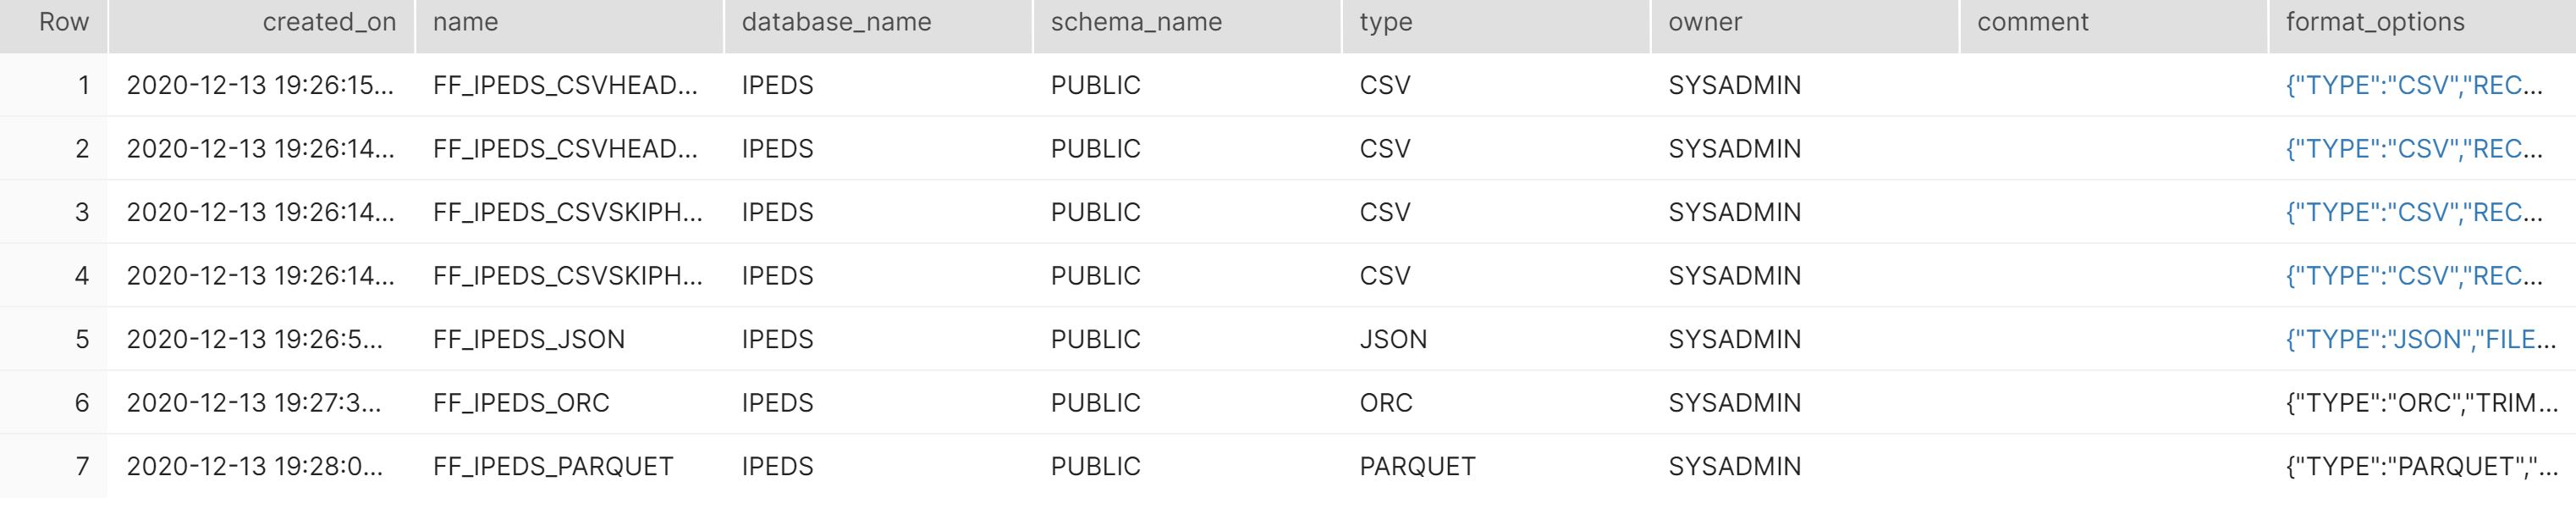 Row created_on name database_name schema_name type owner comment format_options
1 2020-12-13 19:26:15... FF_IPEDS_CSVHEAD... IPEDS PUBLIC CSV SYSADMIN {"TYPE":"CSV","REC...
2 2020-12-13 19:26:14... FF_IPEDS_CSVHEAD... IPEDS PUBLIC CSV SYSADMIN {"TYPE":"CSV","REC...
3 2020-12-13 19:26:14... FF_IPEDS_CSVSKIPH... IPEDS PUBLIC CSV SYSADMIN {"TYPE":"CSV","REC...
4 2020-12-13 19:26:14... FF_IPEDS_CSVSKIPH... IPEDS PUBLIC CSV SYSADMIN {"TYPE":"CSV","REC...
5 2020-12-13 19:26:5... FF_IPEDS_JSON IPEDS PUBLIC JSON SYSADMIN {"TYPE":"JSON","FILE...
6 2020-12-13 19:27:3... FF_IPEDS_ORC IPEDS PUBLIC ORC SYSADMIN {"TYPE":"ORC","TRIM...
7 2020-12-13 19:28:0... FF_IPEDS_PARQUET IPEDS PUBLIC PARQUET SYSADMIN {"TYPE":"PARQUET","...